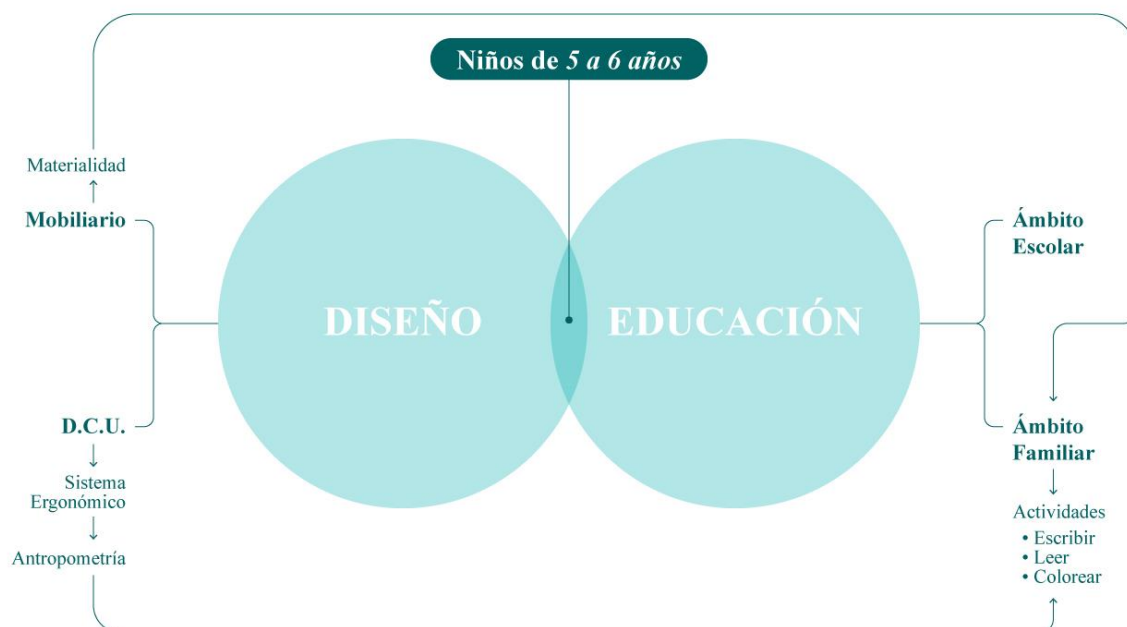 Niños de 5 a 6 años
Materialidad
Mobiliario
D.C.U.
Sistema
Ergonómico
Antropometría
DISEÑO
EDUCACIÓN
Ámbito
Escolar
Ámbito
Familiar
Actividades
• Escribir
• Leer
• Colorear